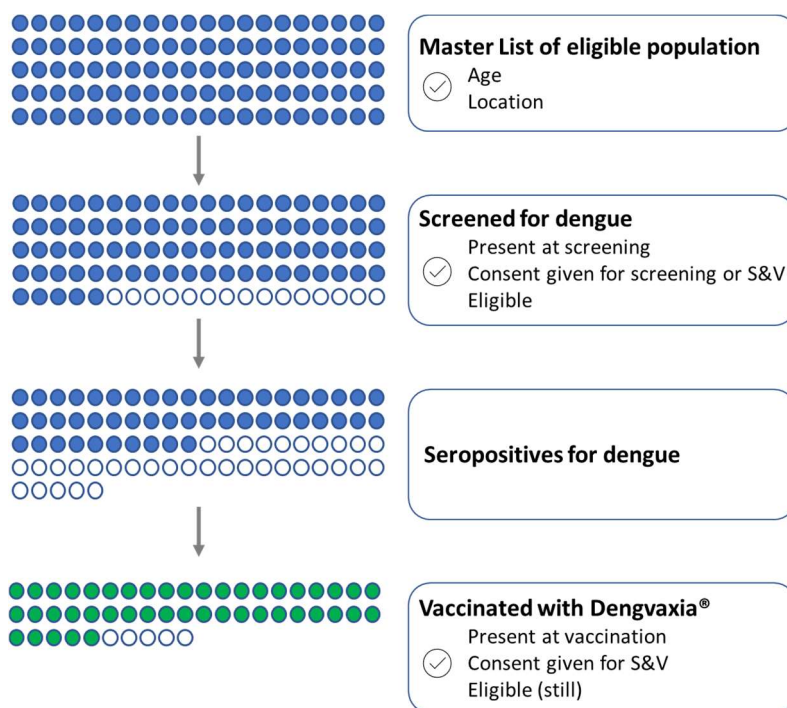 Master List of eligible population
Age
Location
Screened for dengue
Present at screening
Consent given for screening or S&V
Eligible
Seropositives for dengue
Vaccinated with Dengvaxia®
Present at vaccination
Consent given for S&V
Eligible (still)